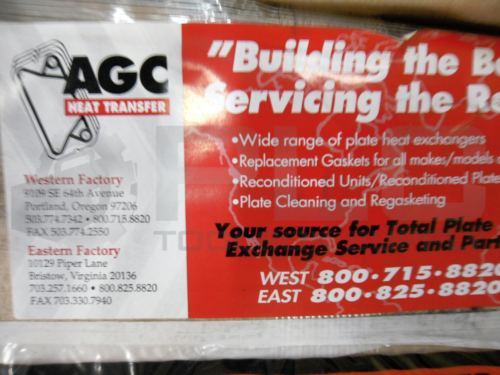 AGC
HEAT TRANSFER
Western Factory
9109 SE 64th Avenue
Portland, Oregon 97206
503.774.7342 • 800.715.8820
FAX 503.774.2550
Eastern Factory
10129 Piper Lane
Bristow, Virginia 20136
703.257.1660 • 800.825.8820
FAX 703.330.7940
"Building the Be
Servicing the Re
•Wide range of plate heat exchangers
•Replacement Gaskets for all makes/models
•Reconditioned Units/Reconditioned Plate
•Plate Cleaning and Regasketing
Your source for Total Plate
Exchange Service and Part
WEST 800•715•8820
EAST 800•825•8820